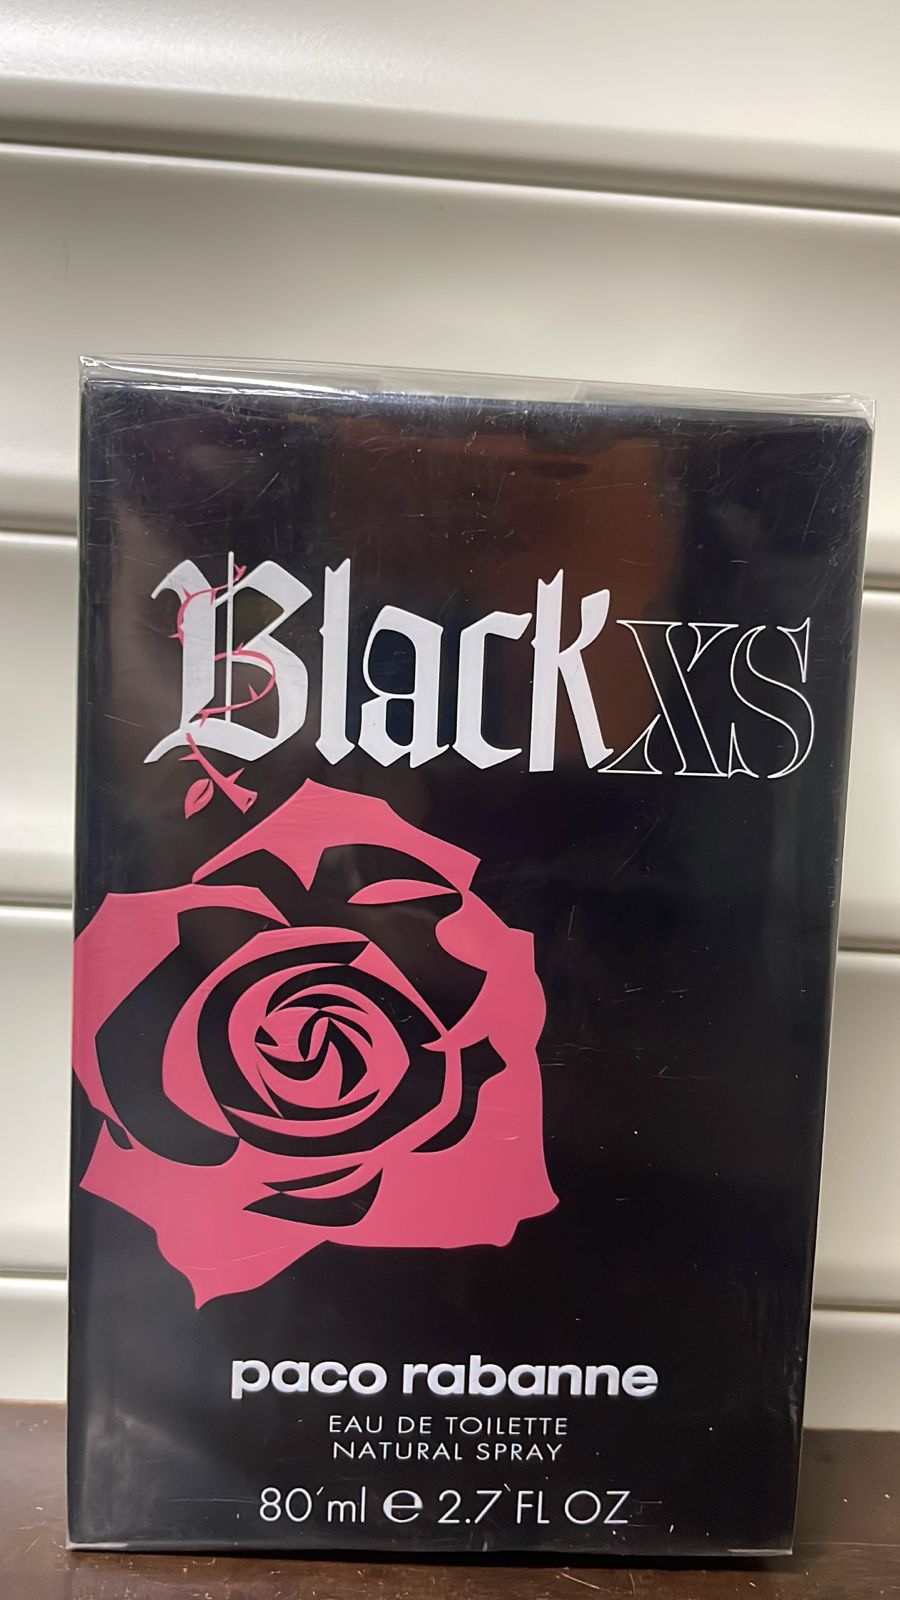 Black XS
paco rabanne
EAU DE TOILETTE
NATURAL SPRAY
80 ml e 2.7 FL OZ